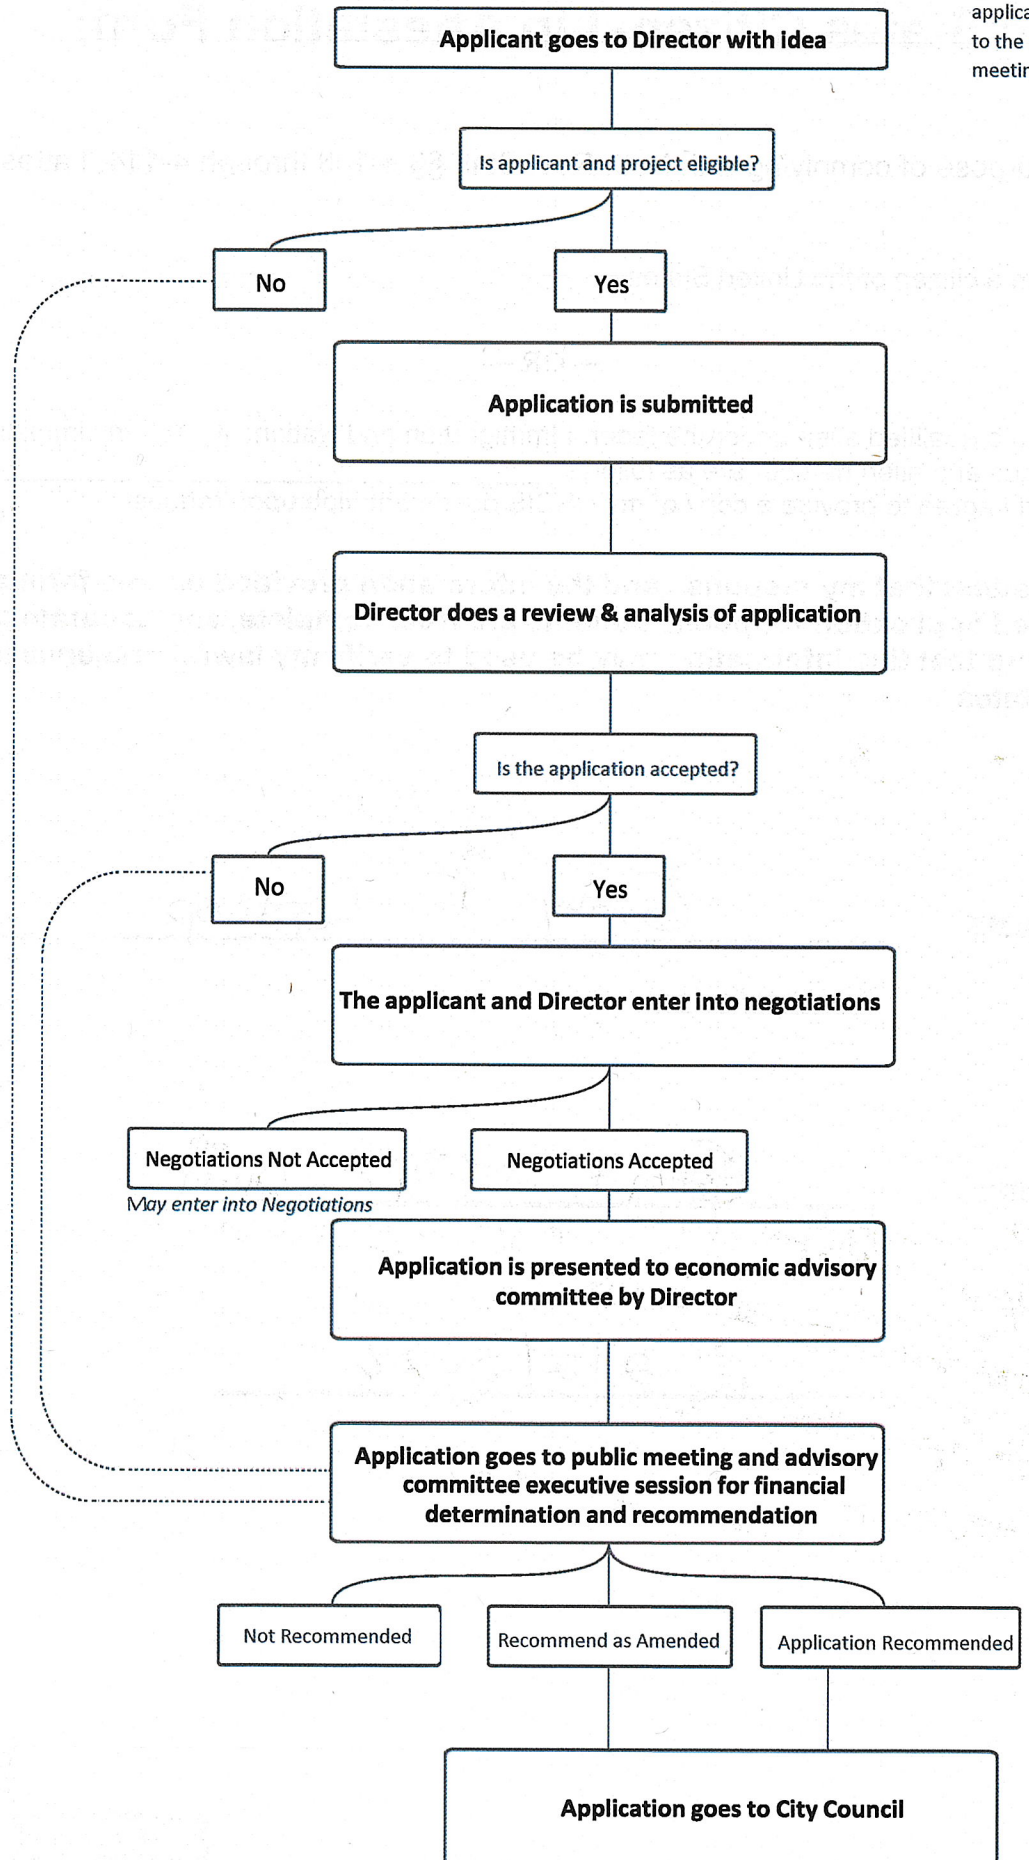 applica
to the
meetin
Applicant goes to Director with idea
Is applicant and project eligible?
No
Yes
Application is submitted
Director does a review & analysis of application
Is the application accepted?
No
Yes
The applicant and Director enter into negotiations
Negotiations Not Accepted
Negotiations Accepted
May enter into Negotiations
Application is presented to economic advisory
committee by Director
Application goes to public meeting and advisory
committee executive session for financial
determination and recommendation
Not Recommended
Recommend as Amended
Application Recommended
Application goes to City Council